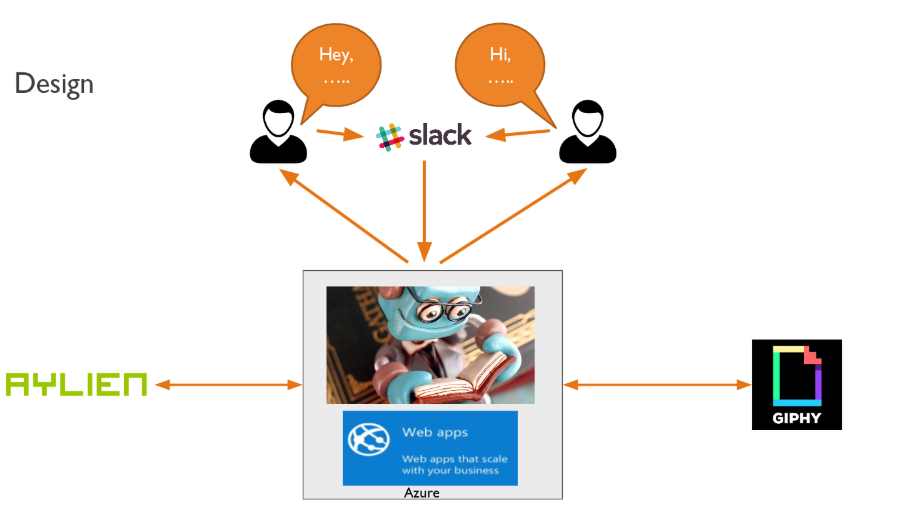 Design
Hey,
.....
Hi,
.....
slack
AYLIEN
GIPHY
Web apps
Web apps that scale
with your business
Azure